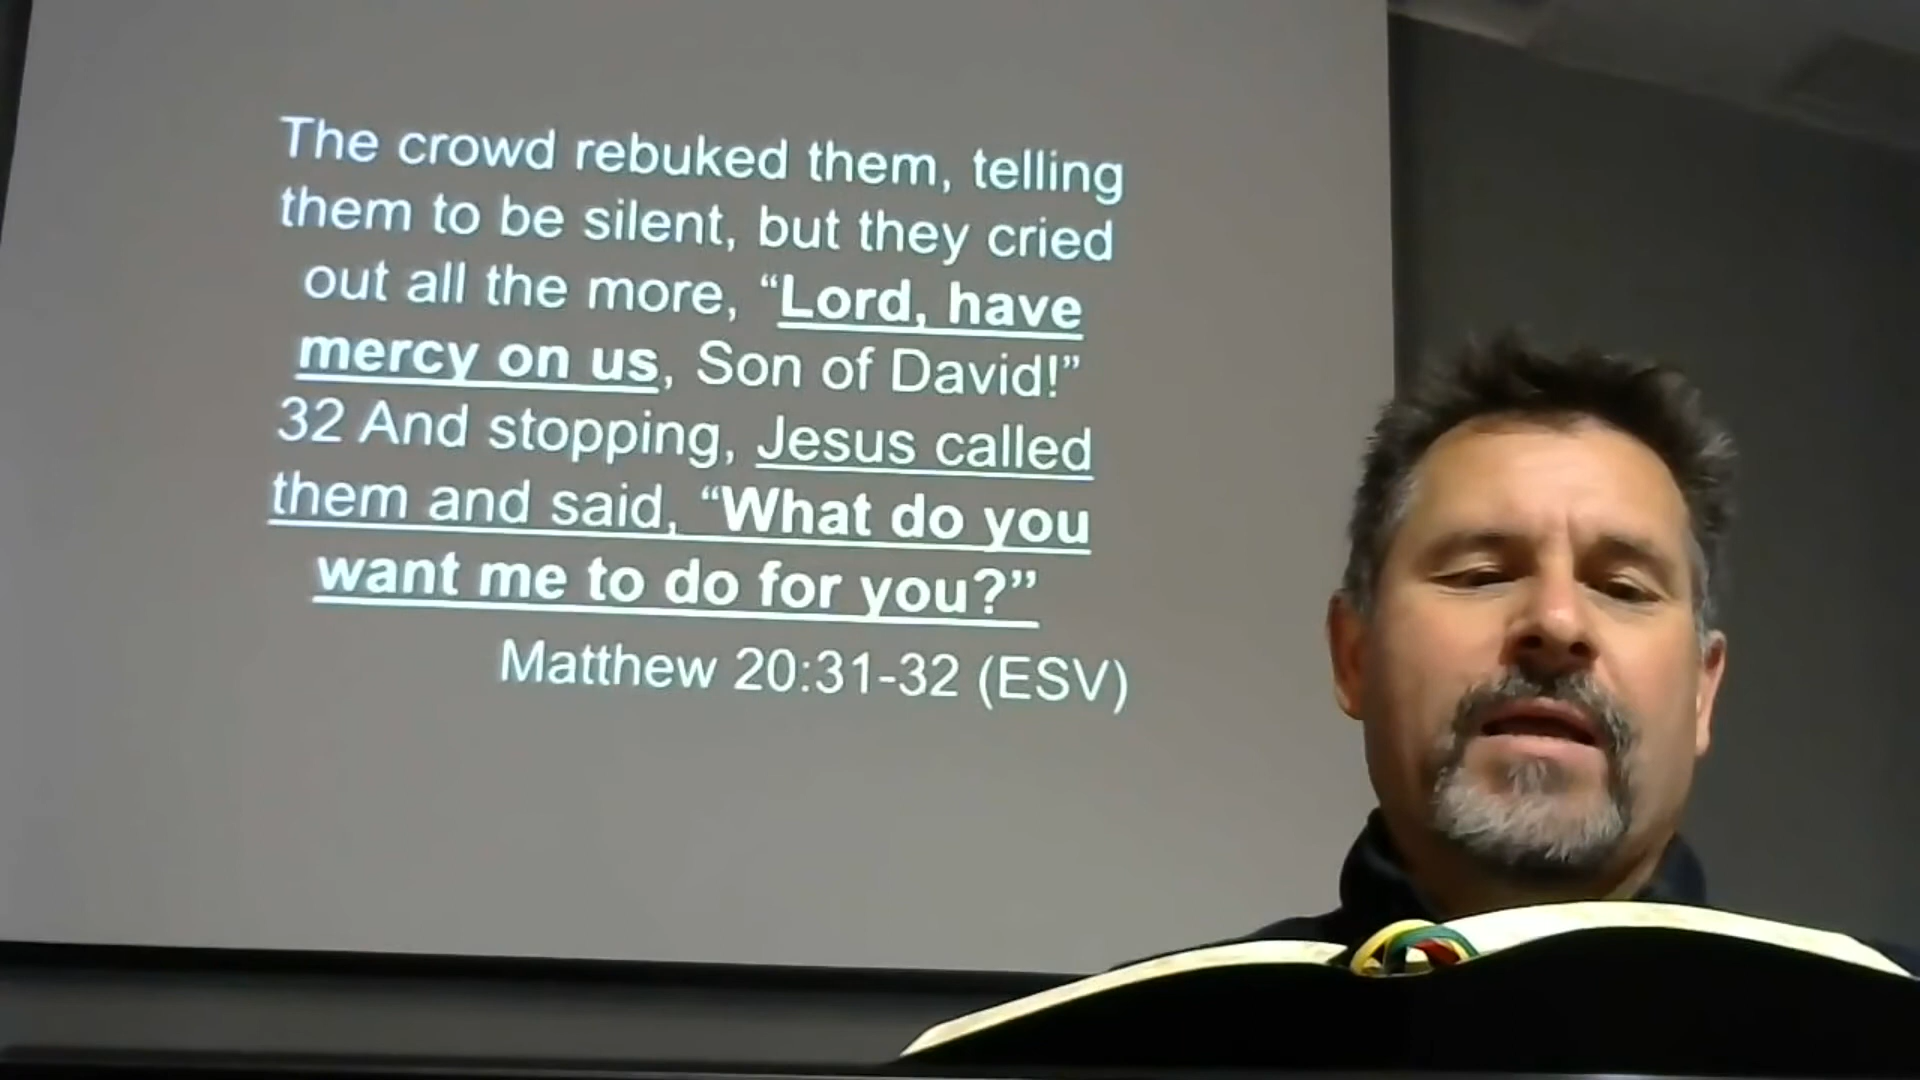 The crowd rebuked them, telling
them to be silent, but they cried
out all the more, “Lord, have
mercy on us, Son of David!”
32 And stopping, Jesus called
them and said, “What do you
want me to do for you?”
Matthew 20:31-32 (ESV)